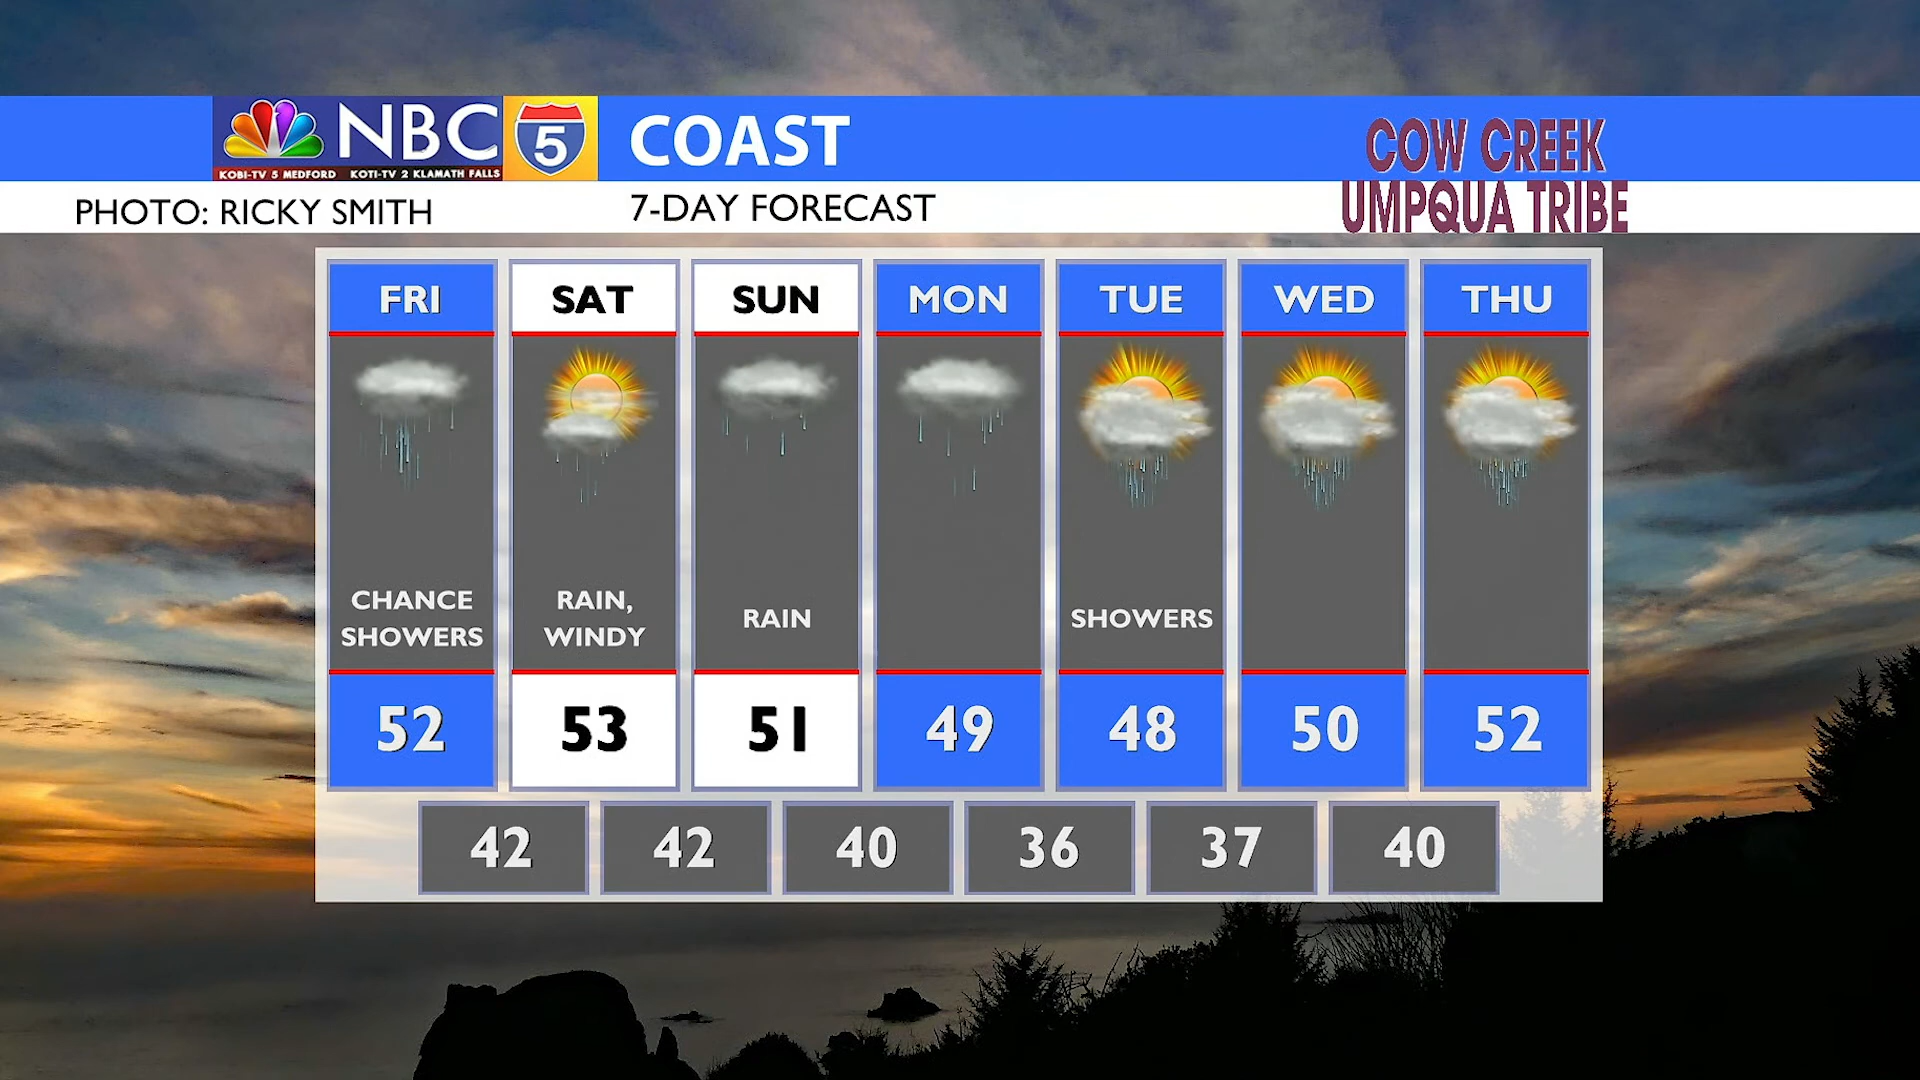 NBC 5
KOBI-TV 5 MEDFORD KOTI-TV 2 KLAMATH FALLS
COAST
COW CREEK
UMPQUA TRIBE
PHOTO: RICKY SMITH
7-DAY FORECAST
FRI SAT SUN MON TUE WED THU
CHANCE
SHOWERS
RAIN,
WINDY
RAIN
SHOWERS
52 53 51 49 48 50 52
42 42 40 36 37 40